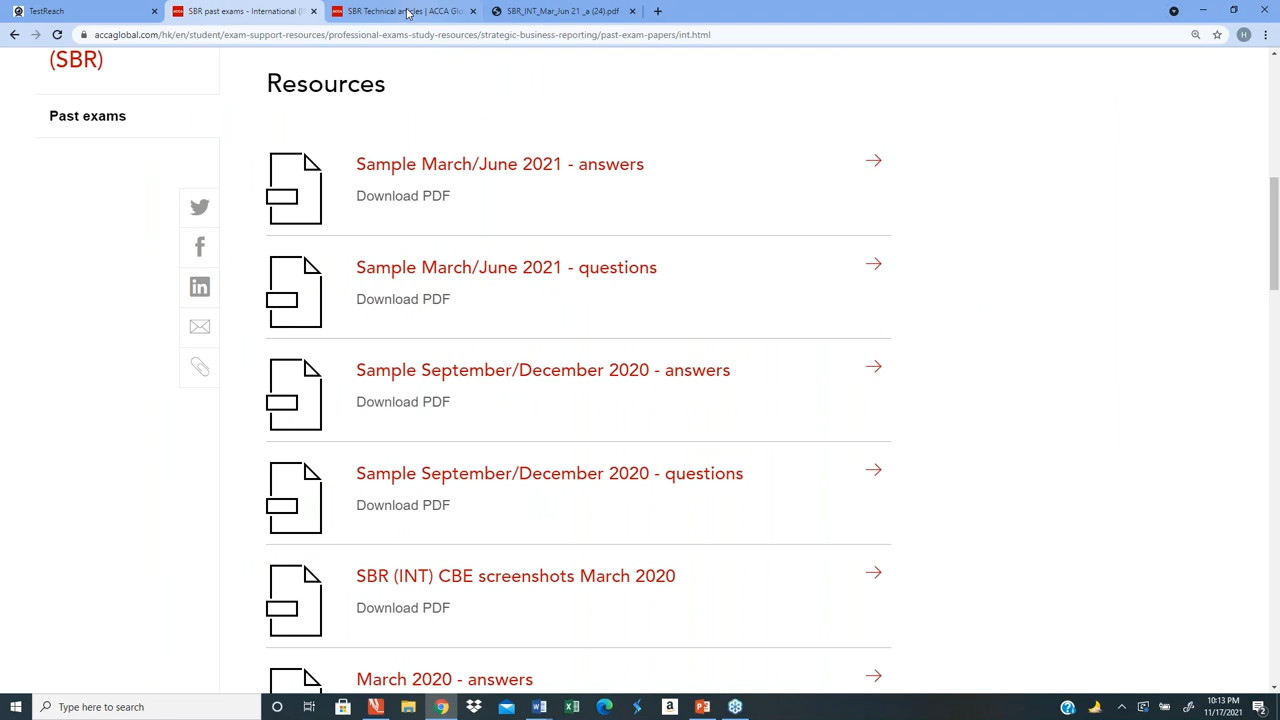 TestReach
SBR past exams - International
SBR Technical articles | ACCA Glo
SBR_INT_Mar_Jun 21 _a (24).pdf
accaglobal.com/hk/en/student/exam-support-resources/professional-exams-study-resources/strategic-business-reporting/past-exam-papers/int.html
H
(SBR)
Past exams
Resources
Sample March/June 2021 - answers
Download PDF
Sample March/June 2021 - questions
Download PDF
Sample September/December 2020 - answers
Download PDF
Sample September/December 2020 - questions
Download PDF
SBR (INT) CBE screenshots March 2020
Download PDF
March 2020 - answers
Type here to search
10:13 PM
11/17/2021
2